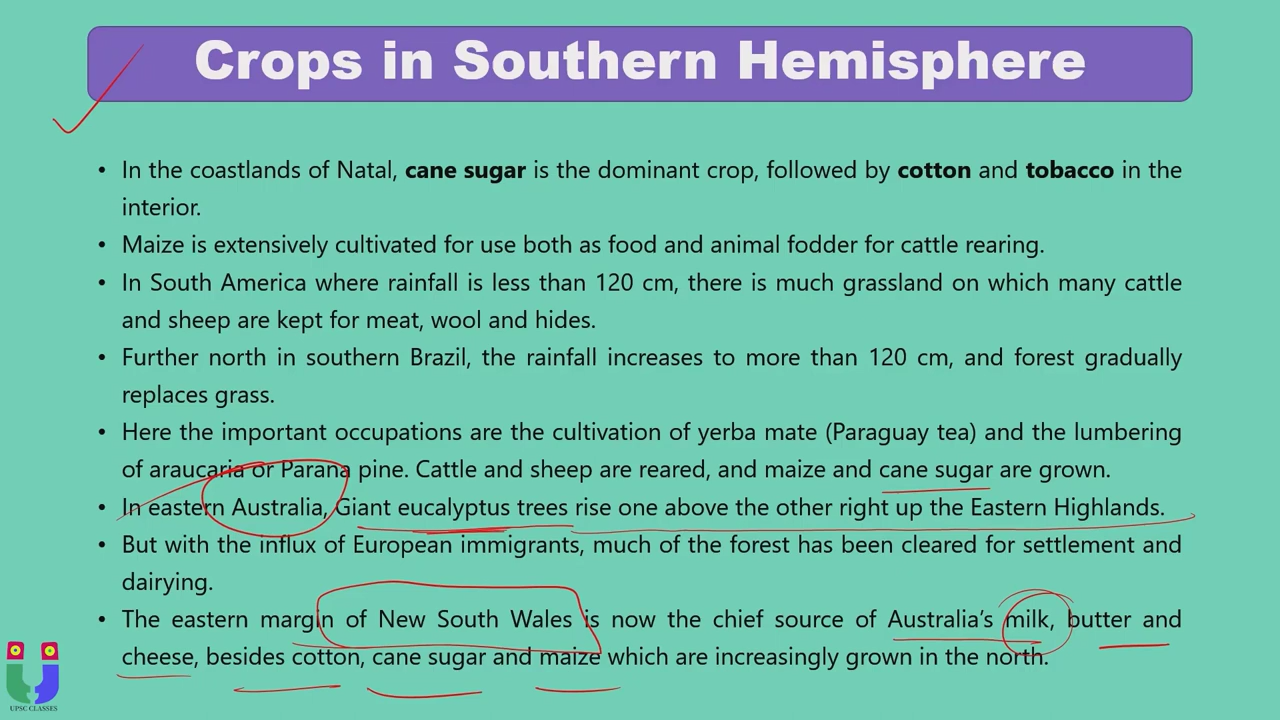 Crops in Southern Hemisphere
• In the coastlands of Natal, cane sugar is the dominant crop, followed by cotton and tobacco in the
interior.
• Maize is extensively cultivated for use both as food and animal fodder for cattle rearing.
• In South America where rainfall is less than 120 cm, there is much grassland on which many cattle
and sheep are kept for meat, wool and hides.
• Further north in southern Brazil, the rainfall increases to more than 120 cm, and forest gradually
replaces grass.
• Here the important occupations are the cultivation of yerba mate (Paraguay tea) and the lumbering
of araucaria or Parana pine. Cattle and sheep are reared, and maize and cane sugar are grown.
• In eastern Australia, Giant eucalyptus trees rise one above the other right up the Eastern Highlands.
• But with the influx of European immigrants, much of the forest has been cleared for settlement and
dairying.
• The eastern margin of New South Wales is now the chief source of Australia’s milk, butter and
cheese, besides cotton, cane sugar and maize which are increasingly grown in the north.
UPSC CLASSES